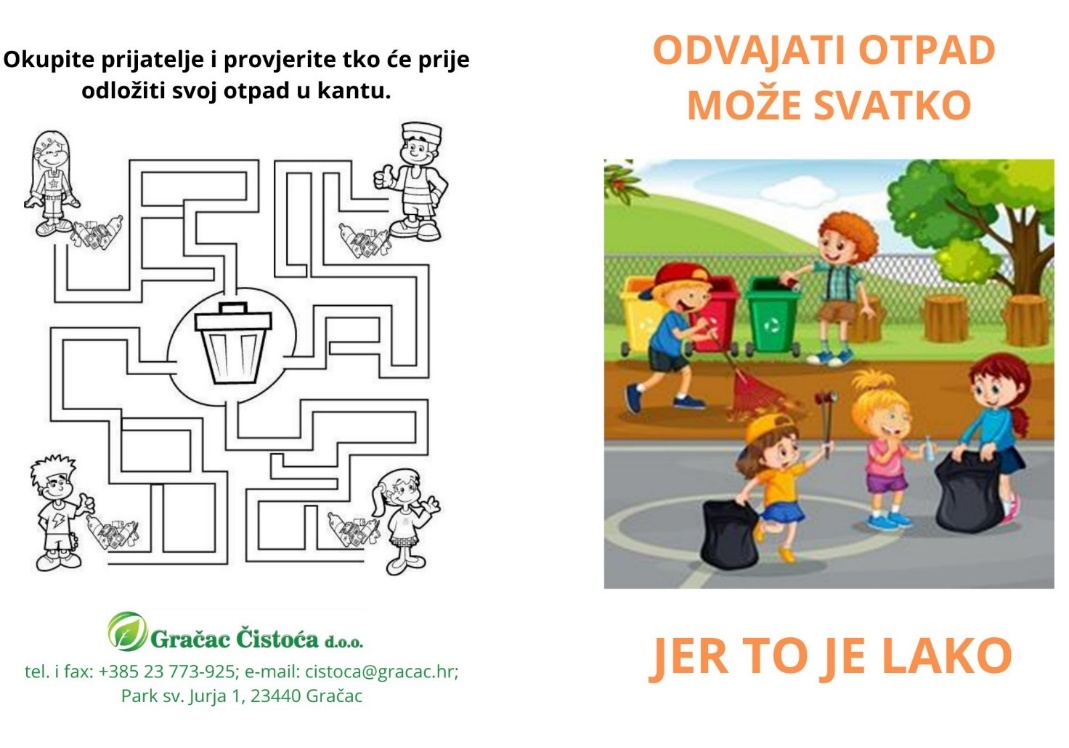 Okupite prijatelje i provjerite tko će prije
odložiti svoj otpad u kantu.
Gračac Čistoća d.o.o.
tel. i fax: +385 23 773-925; e-mail: cistoca@gracac.hr;
Park sv. Jurja 1, 23440 Gračac
ODVAJATI OTPAD
MOŽE SVATKO
JER TO JE LAKO